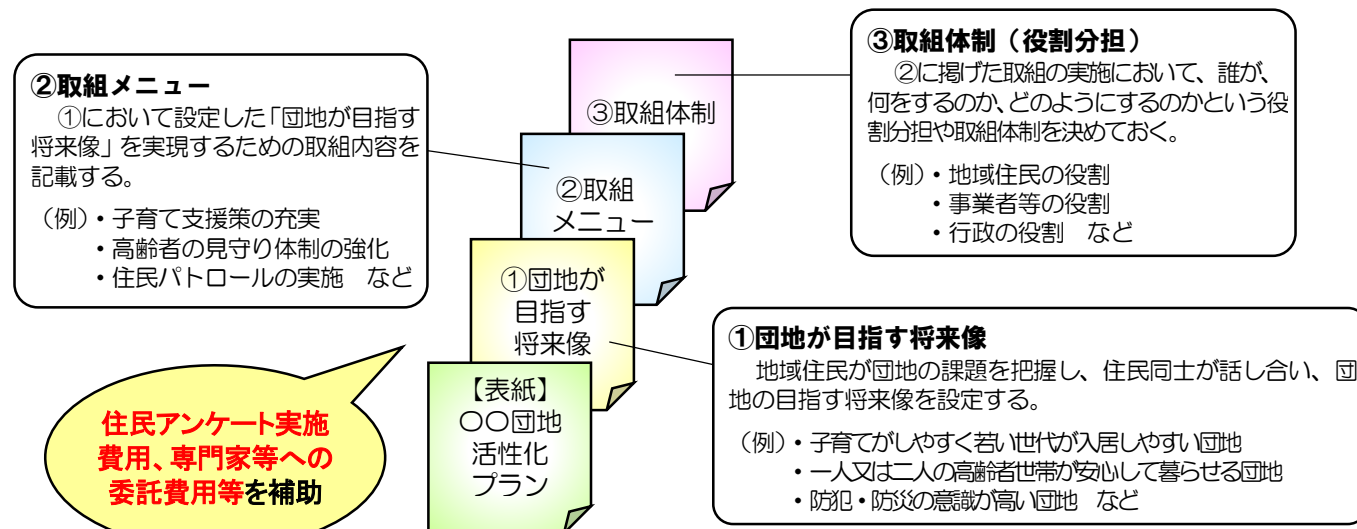 ②取組メニュー
①において設定した「団地が目指す
将来像」を実現するための取組内容を
記載する。
（例）・子育て支援策の充実
・高齢者の見守り体制の強化
・住民パトロールの実施　など
③取組体制（役割分担）
②に掲げた取組の実施において、誰が、
何をするのか、どのようにするのかという役
割分担や取組体制を決めておく。
（例）・地域住民の役割
・事業者等の役割
・行政の役割　など
③取組体制
②取組
メニュー
①団地が
目指す
将来像
【表紙】
〇〇団地
活性化
プラン
①団地が目指す将来像
地域住民が団地の課題を把握し、住民同士が話し合い、団
地の目指す将来像を設定する。
（例）・子育てがしやすく若い世代が入居しやすい団地
・一人又は二人の高齢者世帯が安心して暮らせる団地
・防犯・防災の意識が高い団地　など
住民アンケート実施
費用、専門家等への
委託費用等を補助